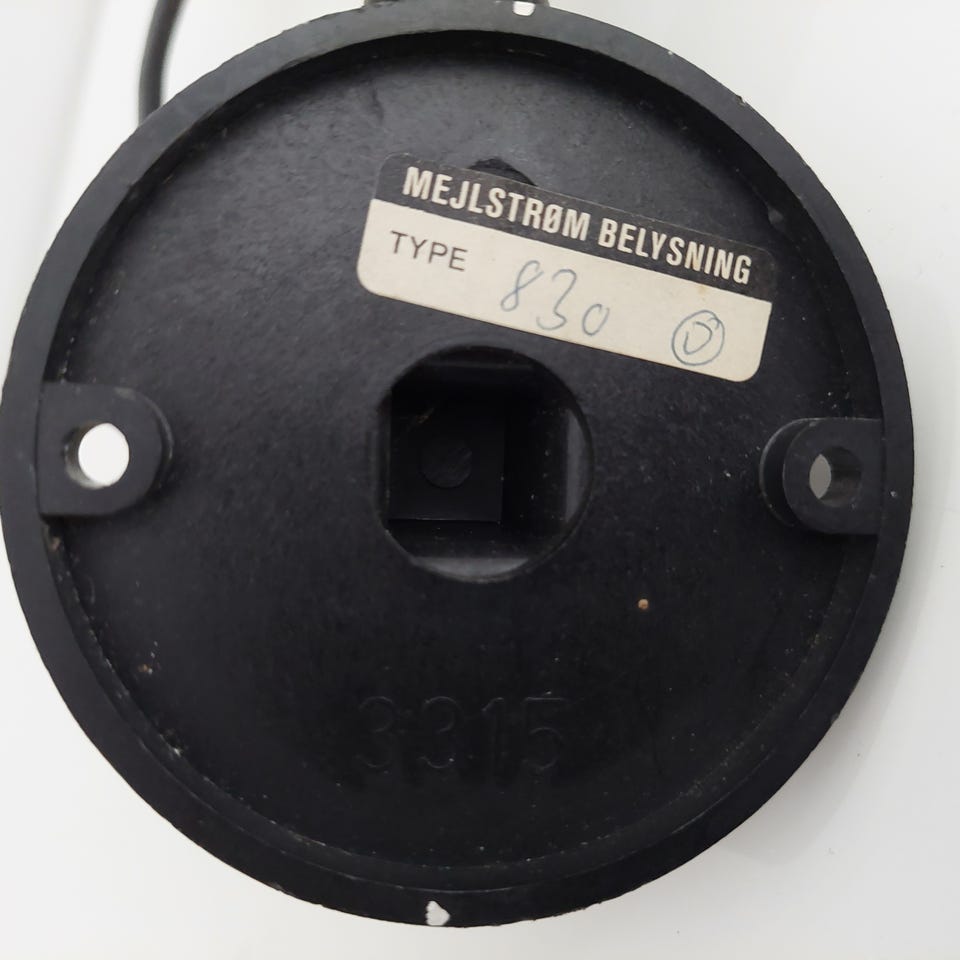 MEJLSTRØM BELYSNING
TYPE 830 D
3315